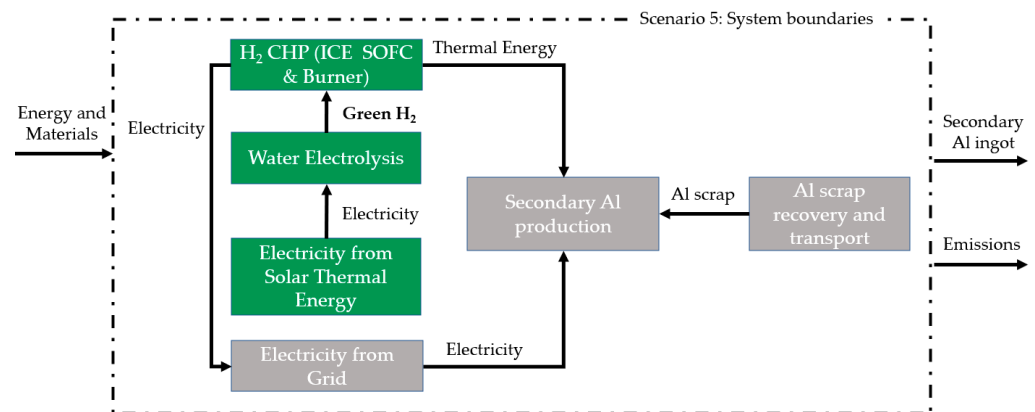 Scenario 5: System boundaries
H₂ CHP (ICE SOFC
& Burner)
Thermal Energy
Energy and
Materials
Electricity
Green H₂
Secondary
Al ingot
Water Electrolysis
Electricity
Secondary Al
production
Al scrap
Al scrap
recovery and
transport
Electricity from
Solar Thermal
Energy
Emissions
Electricity from
Grid
Electricity